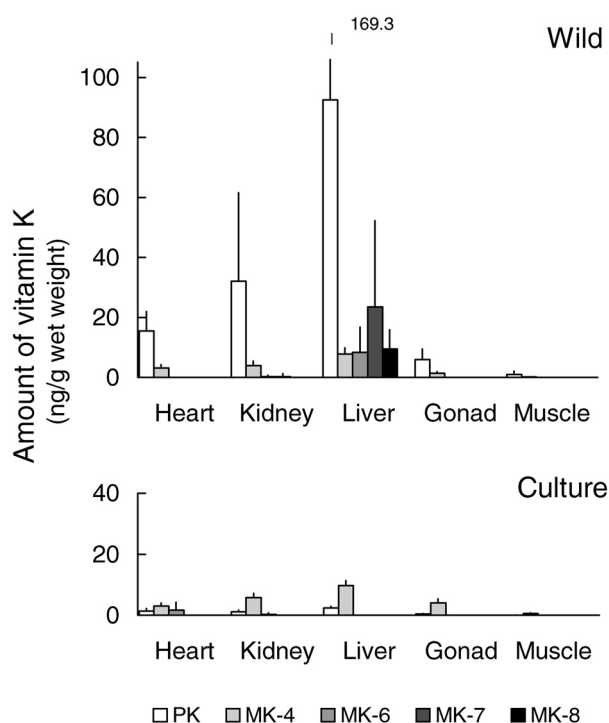 169.3
Wild
Amount of vitamin K
(ng/g wet weight)
100
80
60
40
20
0
Heart Kidney Liver Gonad Muscle
Culture
40
20
0
Heart Kidney Liver Gonad Muscle
PK MK-4 MK-6 MK-7 MK-8